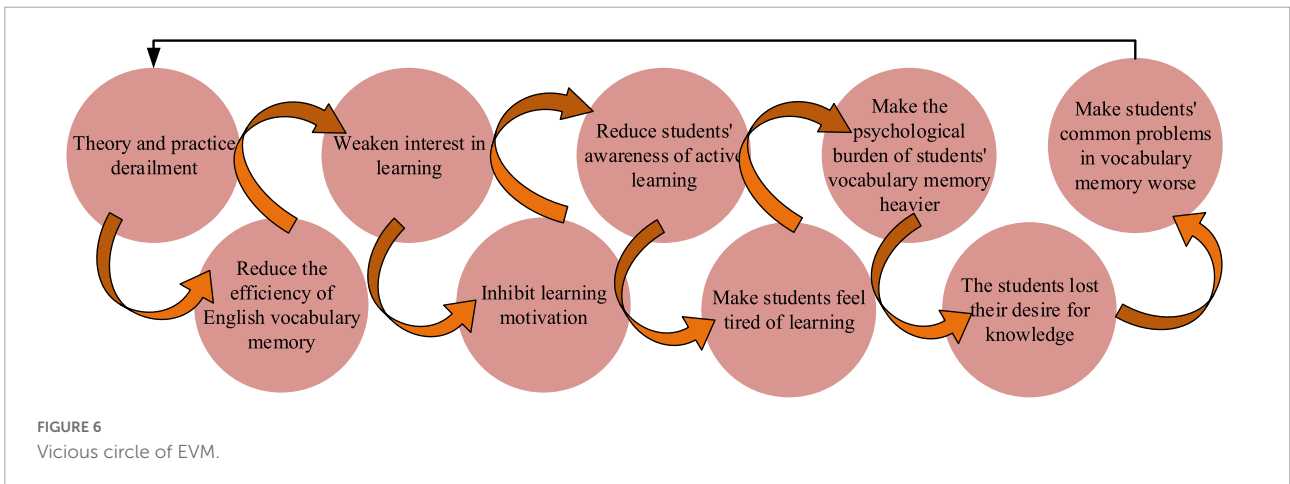 Theory and practice
derailment
Reduce the
efficiency of
English vocabulary
memory
Weaken interest in
learning
Inhibit learning
motivation
Reduce students'
awareness of active
learning
Make students feel
tired of learning
Make the
psychological
burden of students'
vocabulary memory
heavier
The students lost
their desire for
knowledge
Make students'
common problems
in vocabulary
memory worse
FIGURE 6
Vicious circle of EVM.